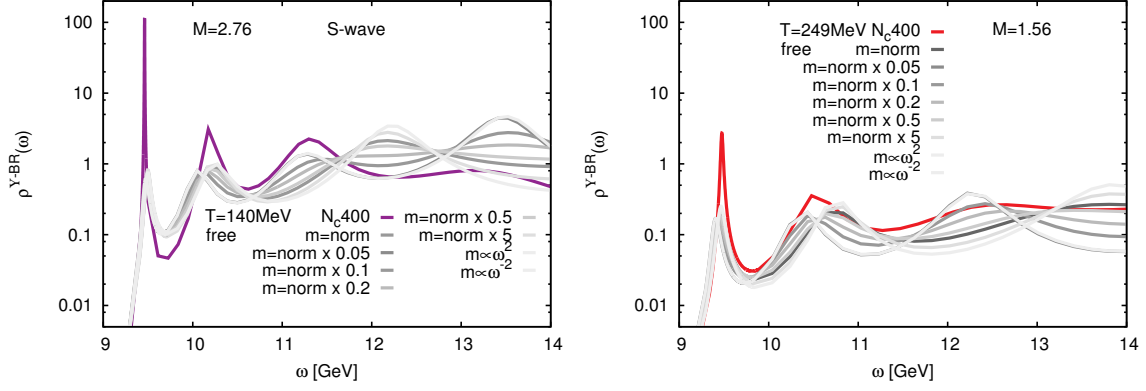 ρ^Υ-BR(ω)
100
10
1
0.1
0.01
M=2.76 S-wave
T=140MeV N_c400
free m=norm
m=norm x 0.05
m=norm x 0.1
m=norm x 0.2
m=norm x 0.5
m=norm x 5
m∝ω^2
m∝ω^-2
9 10 11 12 13 14
ω [GeV]
ρ^Υ-BR(ω)
100
10
1
0.1
0.01
T=249MeV N_c400 M=1.56
free m=norm
m=norm x 0.05
m=norm x 0.1
m=norm x 0.2
m=norm x 0.5
m=norm x 5
m∝ω^2
m∝ω^-2
9 10 11 12 13 14
ω [GeV]